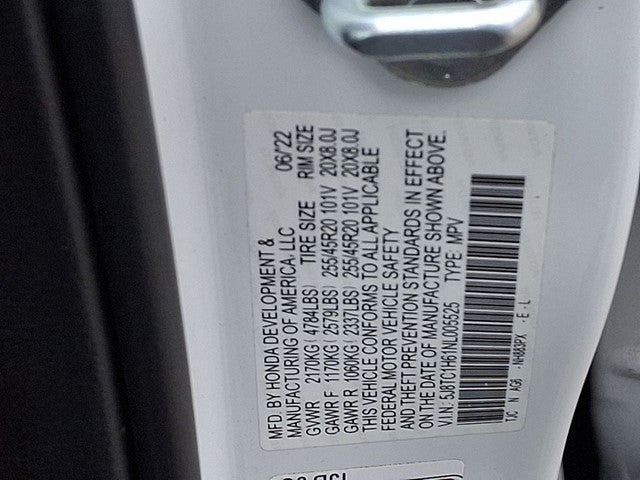 MFD. BY HONDA DEVELOPMENT &
MANUFACTURING OF AMERICA, LLC 06/22
GVWR 2170KG ( 4784LBS) TIRE SIZE RIM SIZE
GAWR F 1170KG ( 2579LBS) 255/45R20 101V 20X8.0J
GAWR R 1060KG ( 2337LBS) 255/45R20 101V 20X8.0J
THIS VEHICLE CONFORMS TO ALL APPLICABLE
FEDERAL MOTOR VEHICLE SAFETY
AND THEFT PREVENTION STANDARDS IN EFFECT
ON THE DATE OF MANUFACTURE SHOWN ABOVE.
V.I.N.: 5J8TC1H61NL005525 TYPE: MPV
TJC N AG6 - NH883PX - E - L